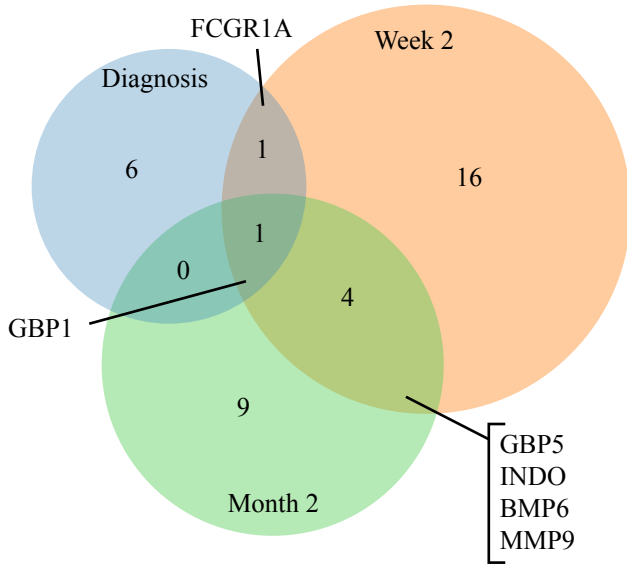 FCGR1A
Week 2
Diagnosis
6
1
16
1
0
4
GBP1
9
GBP5
INDO
BMP6
MMP9
Month 2